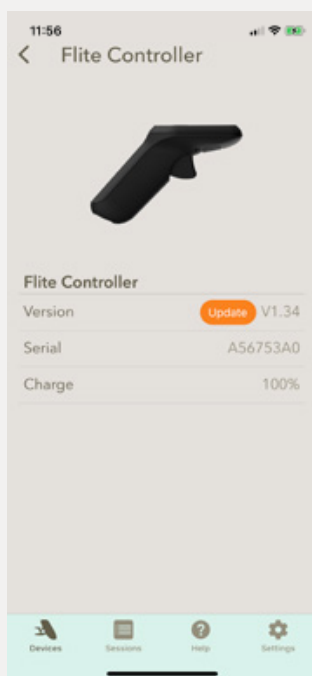 11:56
Flite Controller
Flite Controller
Version Update V1.34
Serial A56753A0
Charge 100%
Devices Sessions Help Settings